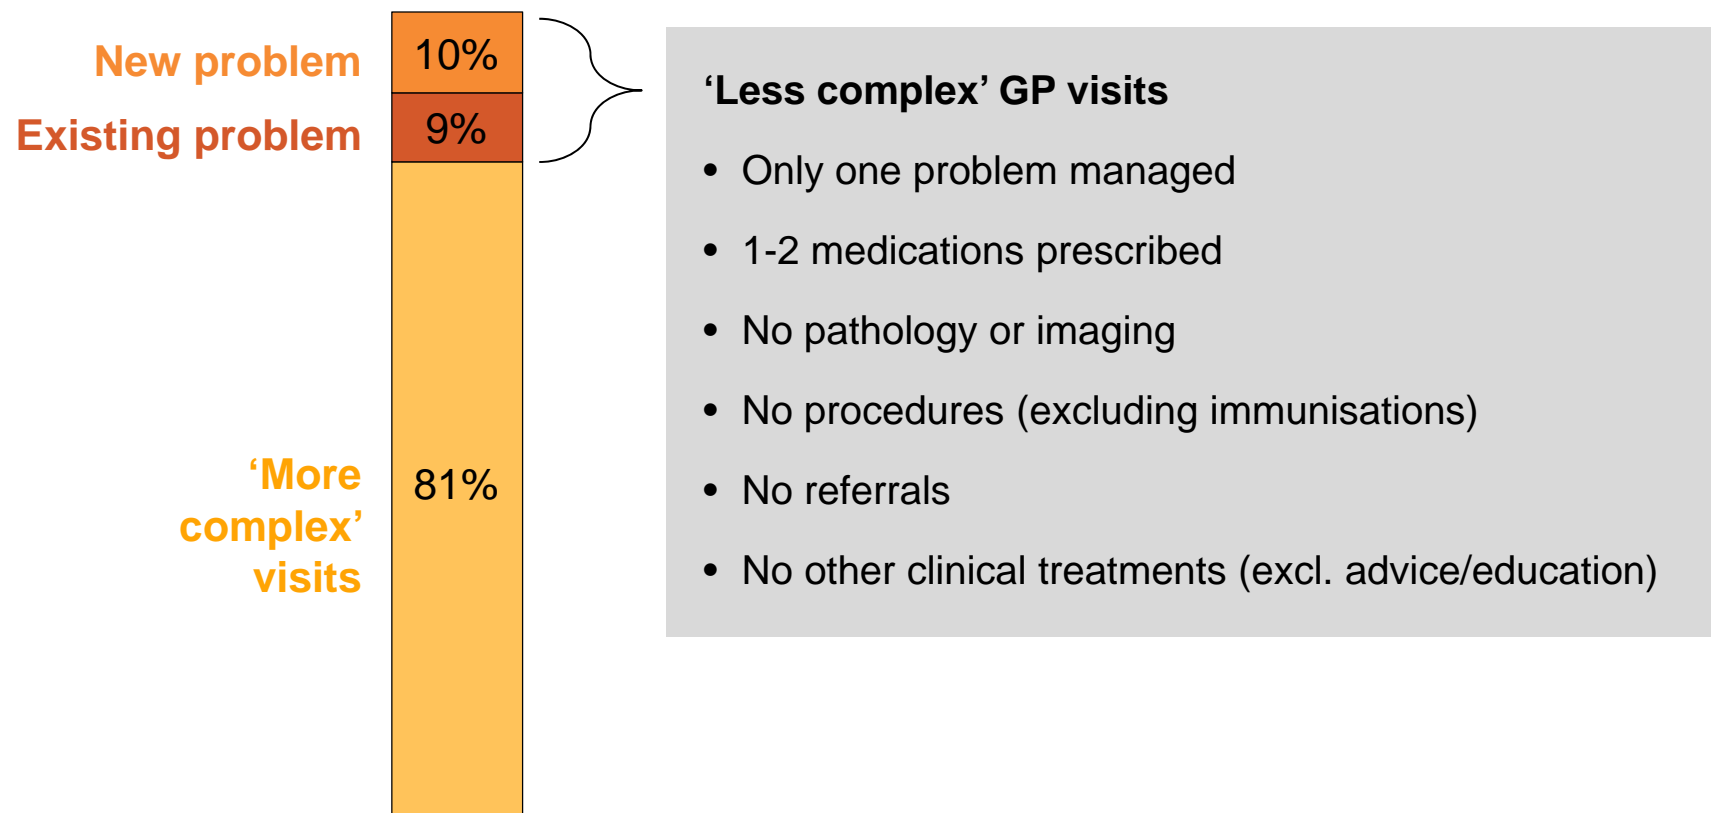 New problem
10%
Existing problem
9%
‘More
complex’
visits
81%
‘Less complex’ GP visits
• Only one problem managed
• 1-2 medications prescribed
• No pathology or imaging
• No procedures (excluding immunisations)
• No referrals
• No other clinical treatments (excl. advice/education)